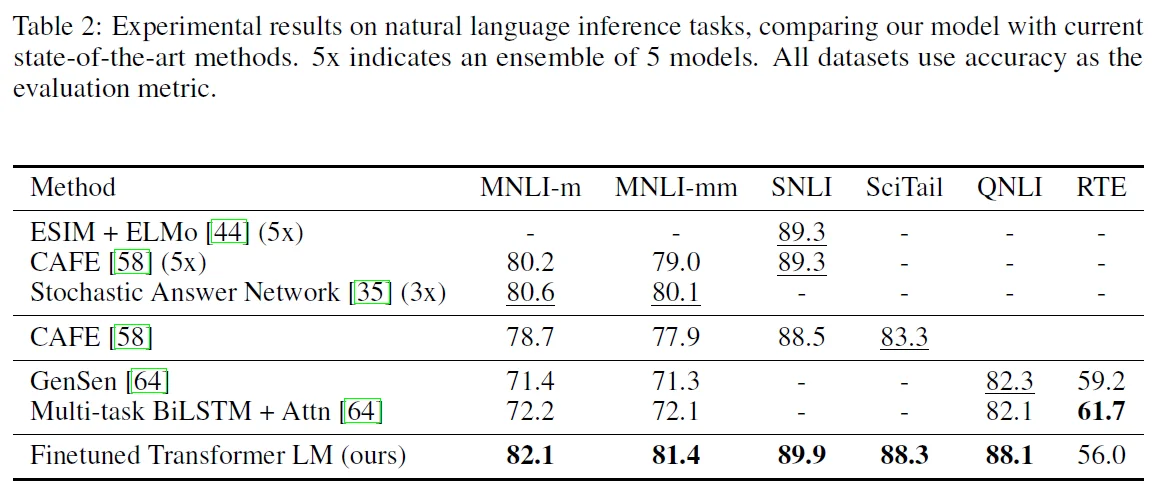 Table 2: Experimental results on natural language inference tasks, comparing our model with current
state-of-the-art methods. 5x indicates an ensemble of 5 models. All datasets use accuracy as the
evaluation metric.
Method MNLI-m MNLI-mm SNLI SciTail QNLI RTE
ESIM + ELMo [44] (5x) - - 89.3 - - -
CAFE [58] (5x) 80.2 79.0 89.3 - - -
Stochastic Answer Network [35] (3x) 80.6 80.1 - - - -
CAFE [58] 78.7 77.9 88.5 83.3
GenSen [64] 71.4 71.3 - - 82.3 59.2
Multi-task BiLSTM + Attn [64] 72.2 72.1 - - 82.1 61.7
Finetuned Transformer LM (ours) 82.1 81.4 89.9 88.3 88.1 56.0